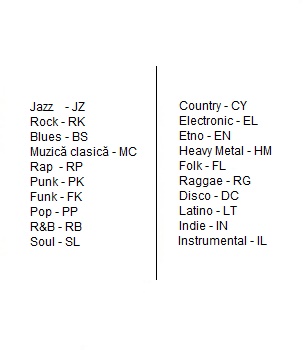 Jazz - JZ
Rock - RK
Blues - BS
Muzică clasică - MC
Rap - RP
Punk - PK
Funk - FK
Pop - PP
R&B - RB
Soul - SL
Country - CY
Electronic - EL
Etno - EN
Heavy Metal - HM
Folk - FL
Raggae - RG
Disco - DC
Latino - LT
Indie - IN
Instrumental - IL